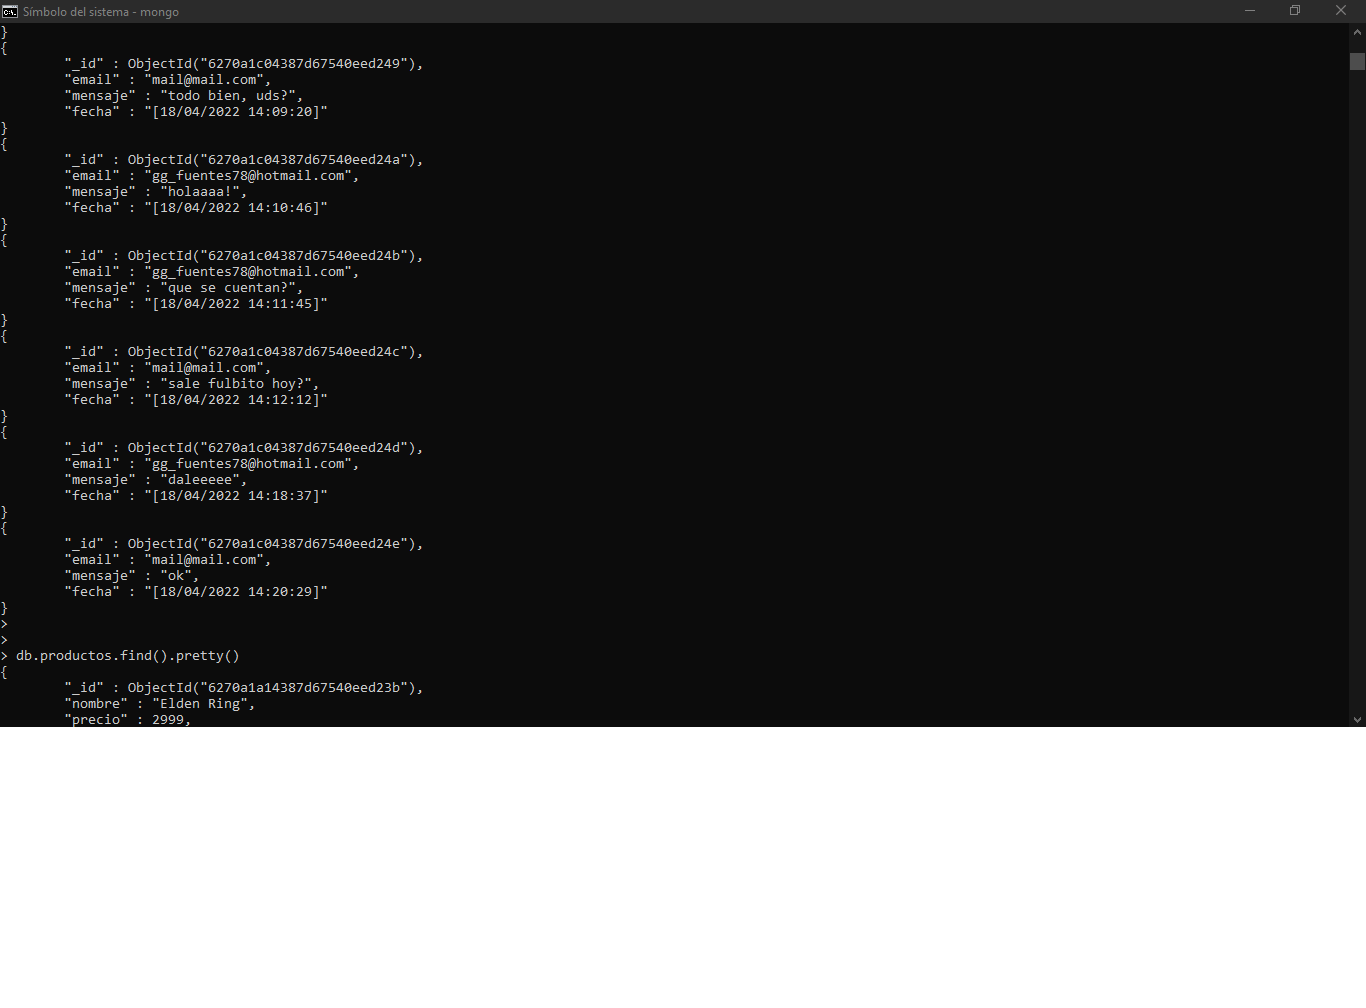 Símbolo del sistema - mongo
}
{
"_id" : ObjectId("6270a1c04387d67540eed249"),
"email" : "mail@mail.com",
"mensaje" : "todo bien, uds?",
"fecha" : "[18/04/2022 14:09:20]"
}
{
"_id" : ObjectId("6270a1c04387d67540eed24a"),
"email" : "gg_fuentes78@hotmail.com",
"mensaje" : "holaaaa!",
"fecha" : "[18/04/2022 14:10:46]"
}
{
"_id" : ObjectId("6270a1c04387d67540eed24b"),
"email" : "gg_fuentes78@hotmail.com",
"mensaje" : "que se cuentan?",
"fecha" : "[18/04/2022 14:11:45]"
}
{
"_id" : ObjectId("6270a1c04387d67540eed24c"),
"email" : "mail@mail.com",
"mensaje" : "sale fulbito hoy?",
"fecha" : "[18/04/2022 14:12:12]"
}
{
"_id" : ObjectId("6270a1c04387d67540eed24d"),
"email" : "gg_fuentes78@hotmail.com",
"mensaje" : "daleeeee",
"fecha" : "[18/04/2022 14:18:37]"
}
{
"_id" : ObjectId("6270a1c04387d67540eed24e"),
"email" : "mail@mail.com",
"mensaje" : "ok",
"fecha" : "[18/04/2022 14:20:29]"
}
>
>
> db.productos.find().pretty()
{
"_id" : ObjectId("6270a1a14387d67540eed23b"),
"nombre" : "Elden Ring",
"precio" : 2999,